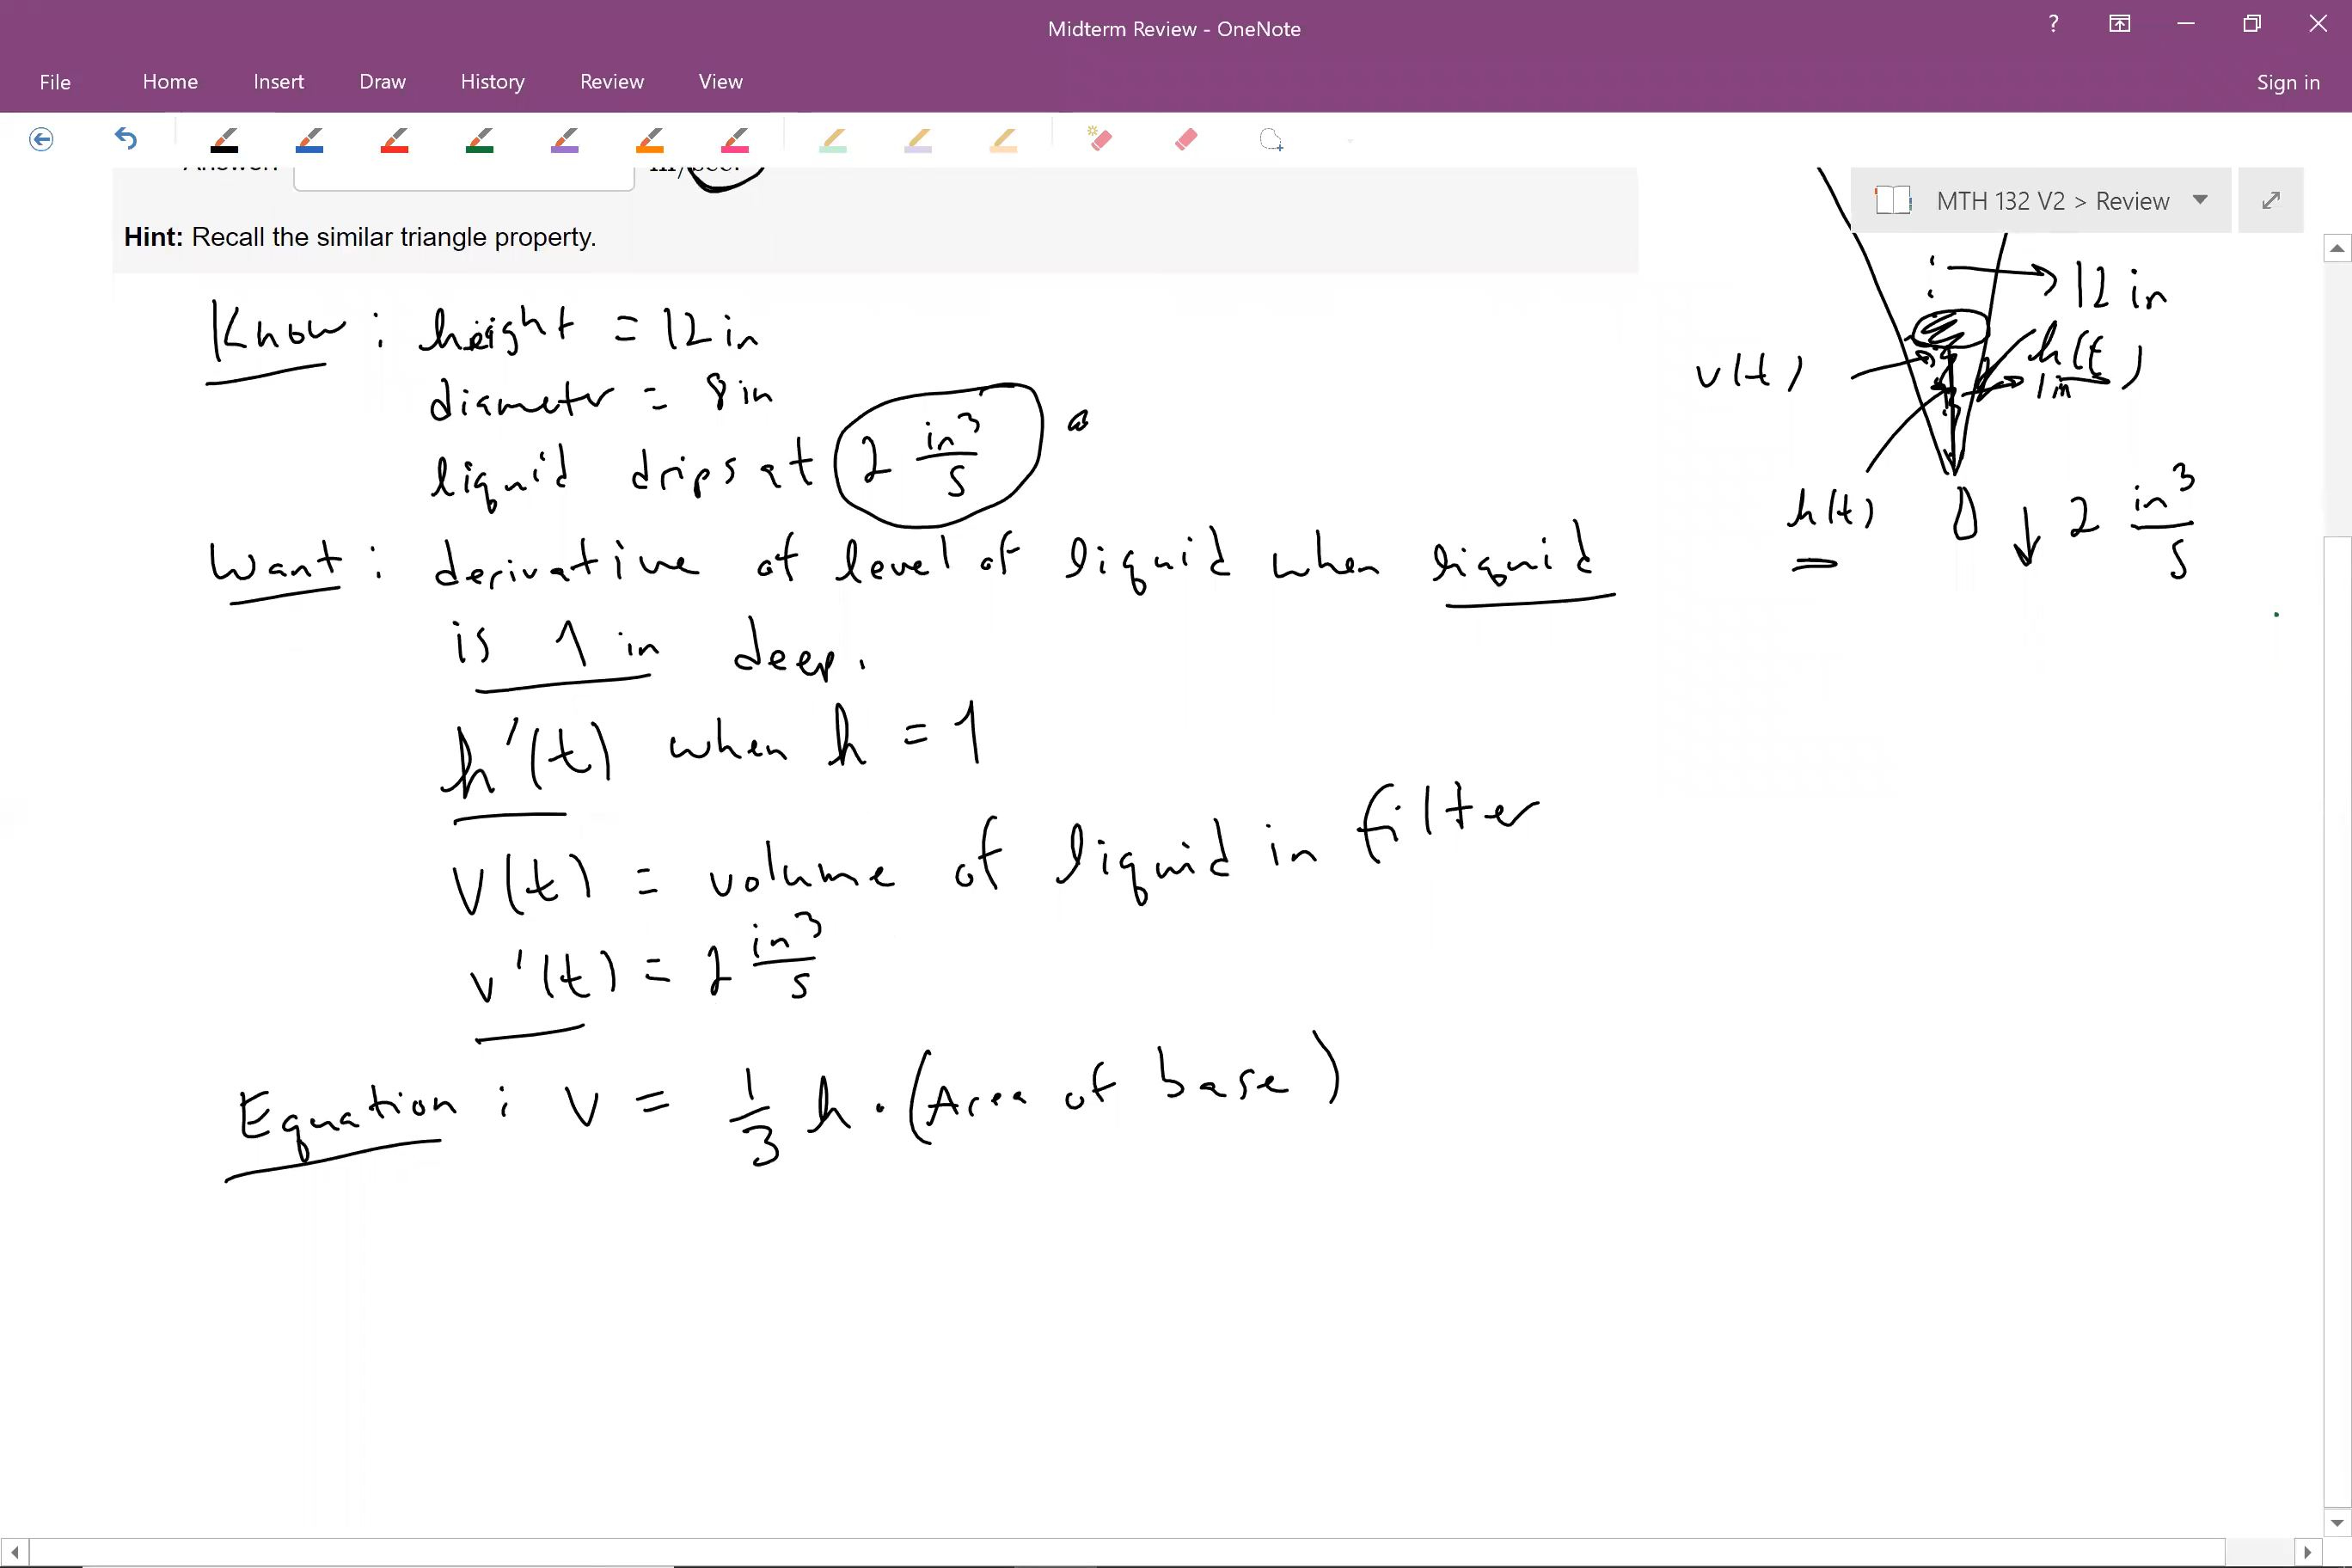 Midterm Review - OneNote
File Home Insert Draw History Review View
Sign in
MTH 132 V2 > Review
Hint: Recall the similar triangle property.
Know: height = 12 in
diameter = 8 in
liquid drips at 2 in³/s
Want: derivative of level of liquid when liquid
is 1 in deep.
h'(t) when h = 1
V(t) = volume of liquid in filter
V'(t) = 2 in³/s
Equation: V = 1/3 h · (Area of base)
12 in
h(t)
1 in
V(t)
h(t)
2 in³/s